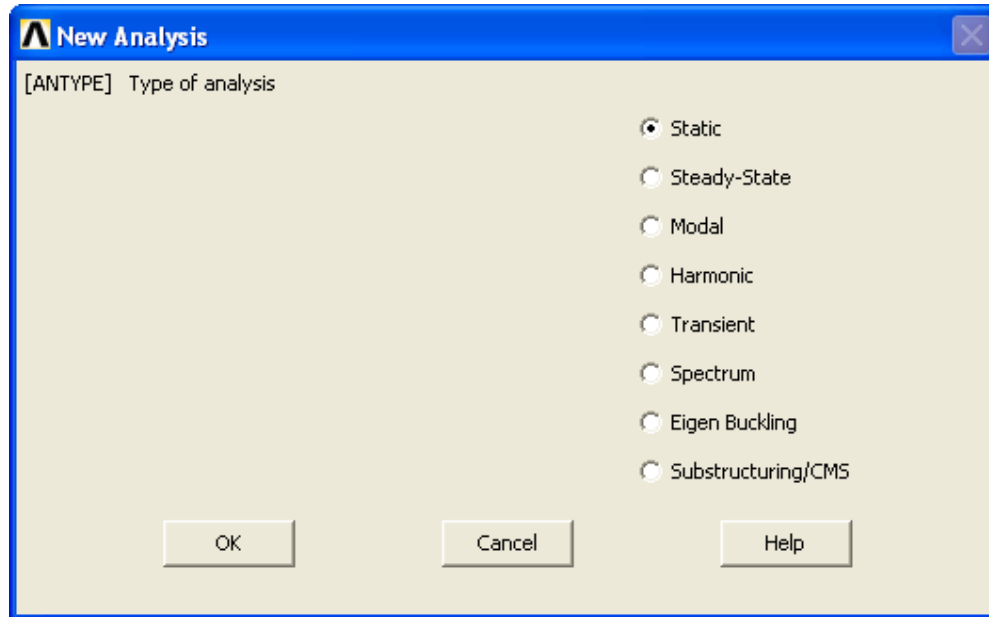 New Analysis
[ANTYPE] Type of analysis
Static
Steady-State
Modal
Harmonic
Transient
Spectrum
Eigen Buckling
Substructuring/CMS
OK Cancel Help